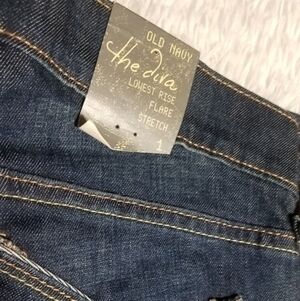 OLD NAVY
the diva
LOWEST RISE
FLARE
STRETCH
1